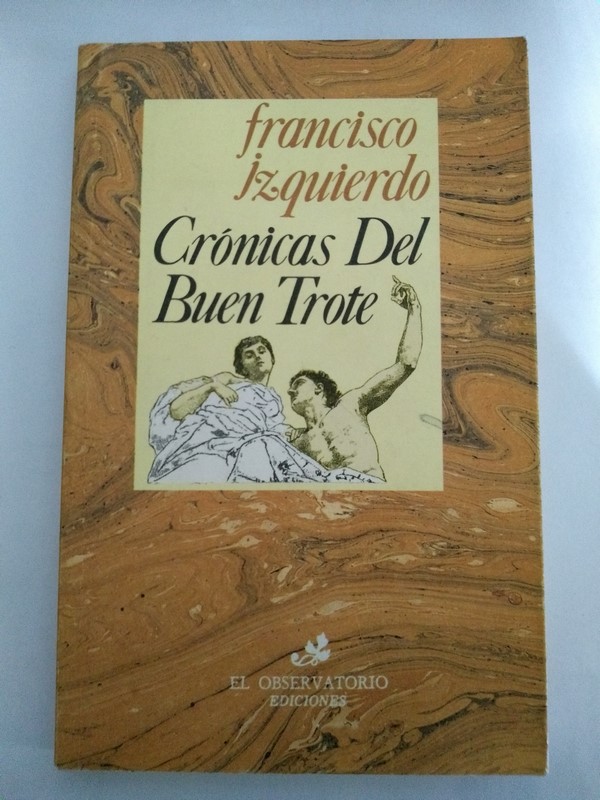 francisco
izquierdo
Crónicas Del
Buen Trote
EL OBSERVATORIO
EDICIONES